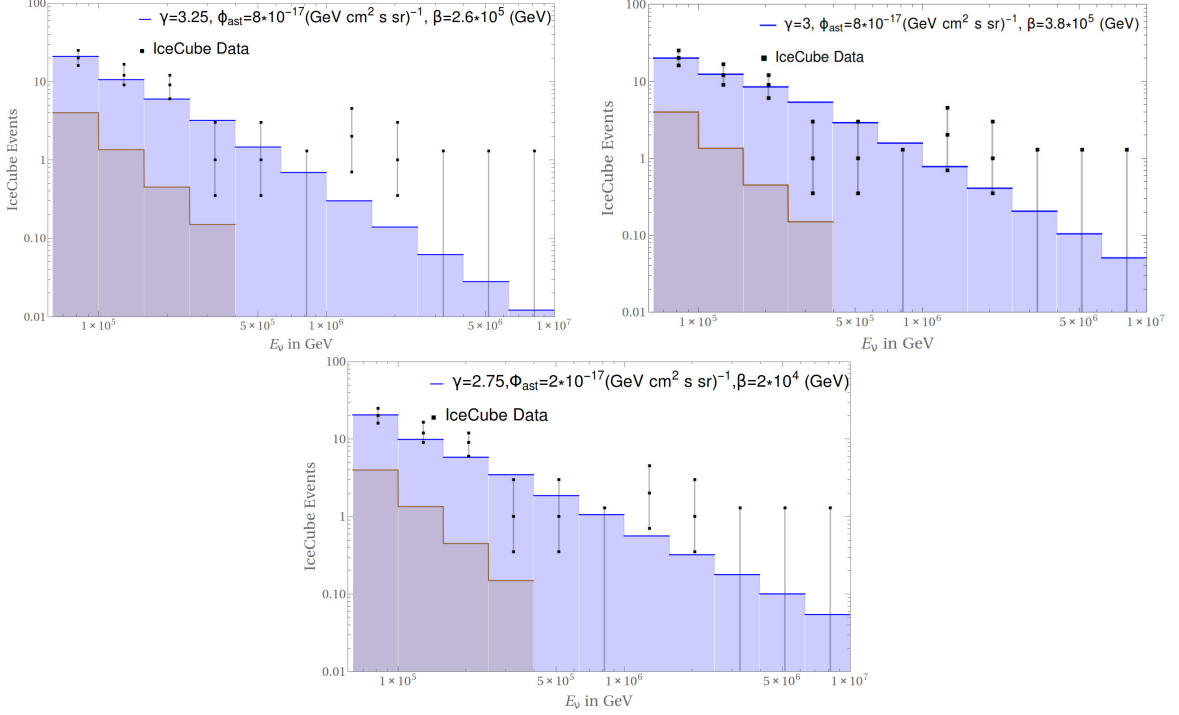 γ=3.25, ϕast=8*10-17(GeV cm2 s sr)-1, β=2.6*105 (GeV)
IceCube Data
IceCube Events
100
10
1
0.10
0.01
1×105
5×105
1×106
5×106
1×107
Eν in GeV
γ=3, ϕast=8*10-17(GeV cm2 s sr)-1, β=3.8*105 (GeV)
IceCube Data
IceCube Events
100
10
1
0.10
0.01
1×105
5×105
1×106
5×106
1×107
Eν in GeV
γ=2.75,Φast=2*10-17(GeV cm2 s sr)-1,β=2*104 (GeV)
IceCube Data
IceCube Events
100
10
1
0.10
0.01
1×105
5×105
1×106
5×106
1×107
Eν in GeV